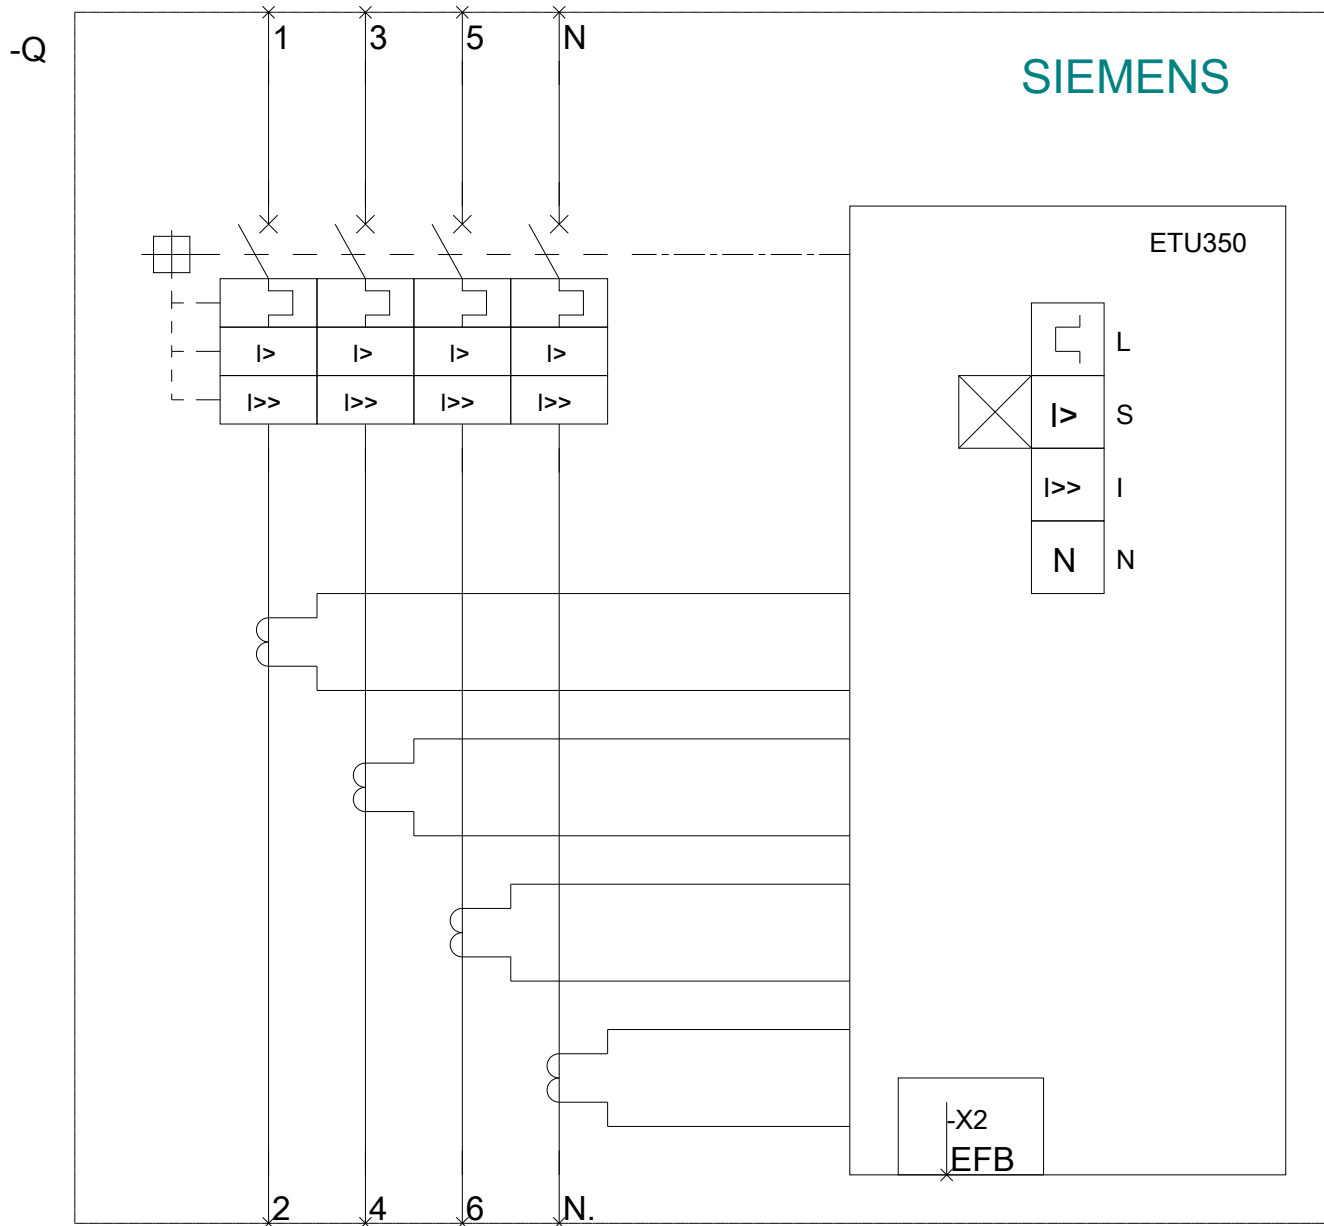 1 3 5 N
-Q
SIEMENS
ETU350
I> I> I> I>
I>> I>> I>> I>>
L
I> S
I>> I
N N
-X2
EFB
2 4 6 N.